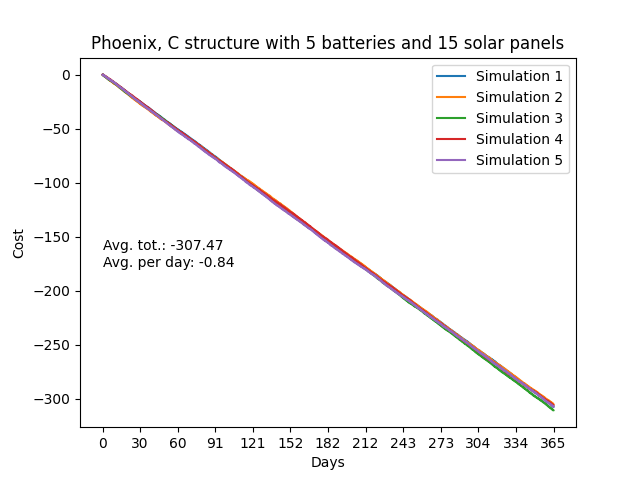 Phoenix, C structure with 5 batteries and 15 solar panels
Simulation 1
Simulation 2
Simulation 3
Simulation 4
Simulation 5
0
−50
−100
−150
−200
−250
−300
Cost
Avg. tot.: -307.47
Avg. per day: -0.84
0 30 60 91 121 152 182 212 243 273 304 334 365
Days